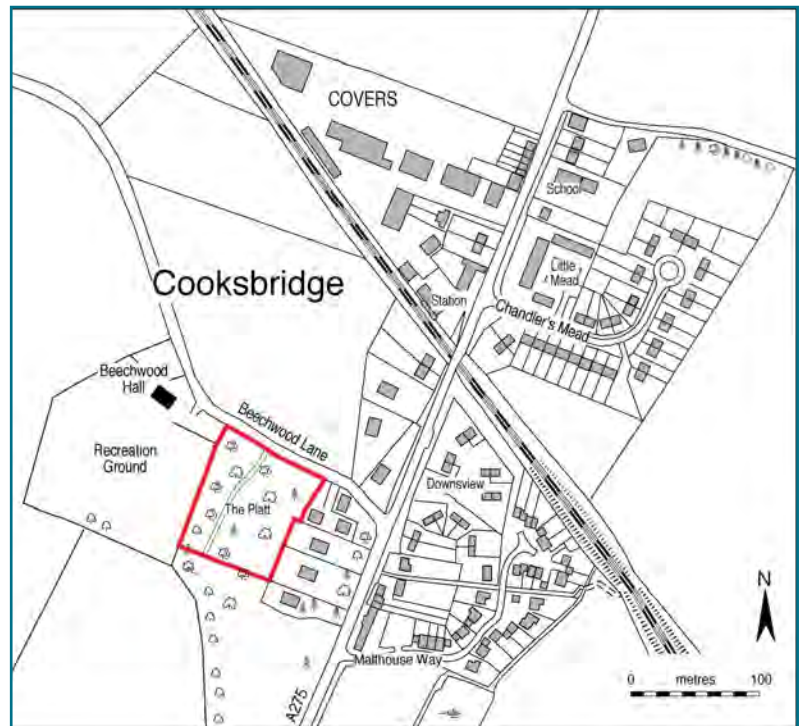 COVERS
School
Cooksbridge
Little
Mead
Station
Chandler's Mead
Beechwood
Hall
Beechwood Lane
Recreation
Ground
Downsview
The Platt
N
Malthouse Way
0 metres 100
A275